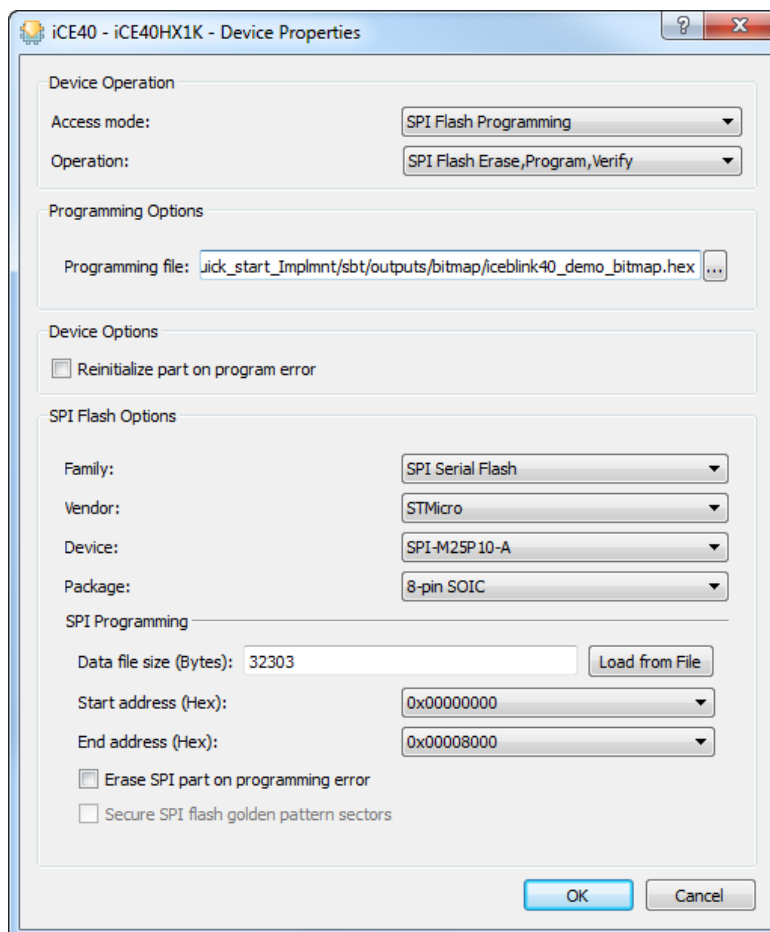 iCE40 - iCE40HX1K - Device Properties
Device Operation
Access mode: SPI Flash Programming
Operation: SPI Flash Erase,Program,Verify
Programming Options
Programming file: uick_start_Implmnt/sbt/outputs/bitmap/iceblink40_demo_bitmap.hex ...
Device Options
Reinitialize part on program error
SPI Flash Options
Family: SPI Serial Flash
Vendor: STMicro
Device: SPI-M25P10-A
Package: 8-pin SOIC
SPI Programming
Data file size (Bytes): 32303 Load from File
Start address (Hex): 0x00000000
End address (Hex): 0x00008000
Erase SPI part on programming error
Secure SPI flash golden pattern sectors
OK Cancel